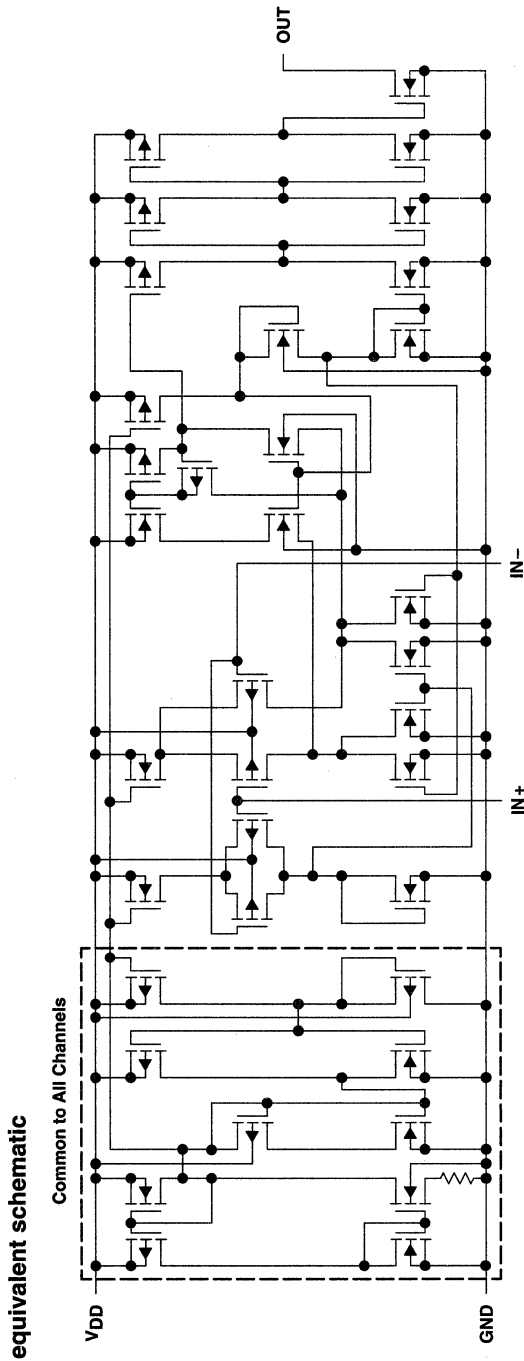 equivalent schematic
Common to All Channels
VDD
GND
IN+
IN−
OUT